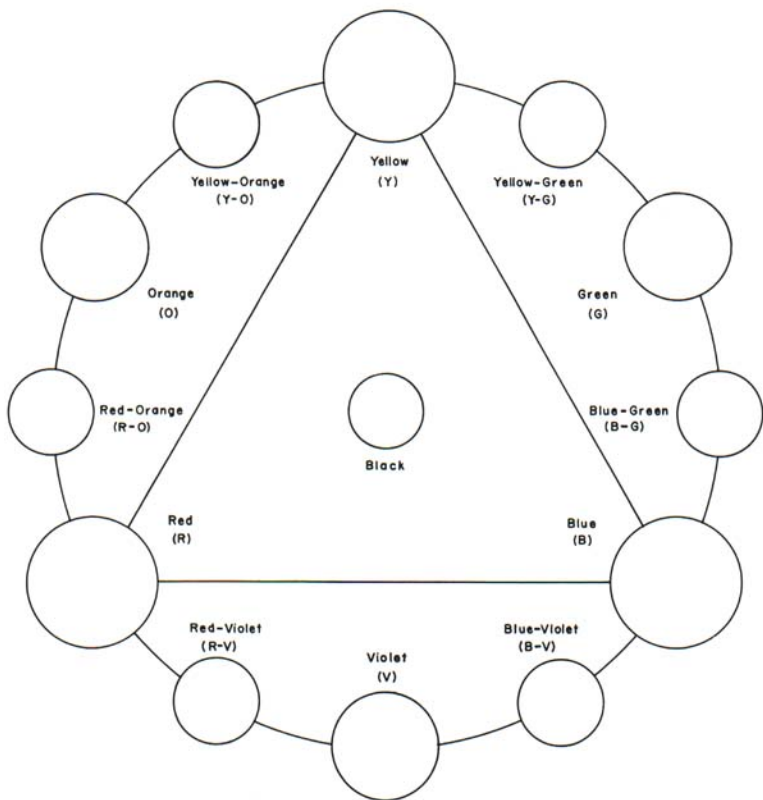 Yellow
(Y)
Yellow-Orange
(Y-O)
Yellow-Green
(Y-G)
Orange
(O)
Green
(G)
Red-Orange
(R-O)
Blue-Green
(B-G)
Black
Red
(R)
Blue
(B)
Red-Violet
(R-V)
Blue-Violet
(B-V)
Violet
(V)